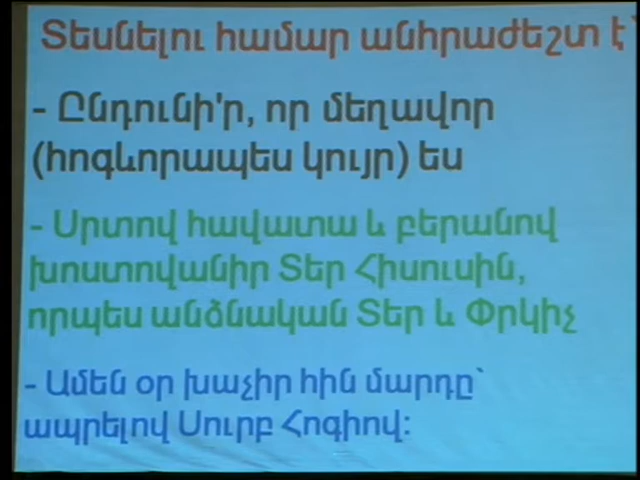 Տեսնելու համար անհրաժեշտ է՝
- Ընդունի'ր, որ մեղավոր
(հոգևորապես կույր) ես
- Սրտով հավատա և բերանով
խոստովանիր Տեր Հիսուսին,
որպես անձնական Տեր և Փրկիչ
- Ամեն օր խաչիր հին մարդը՝
ապրելով Սուրբ Հոգիով: